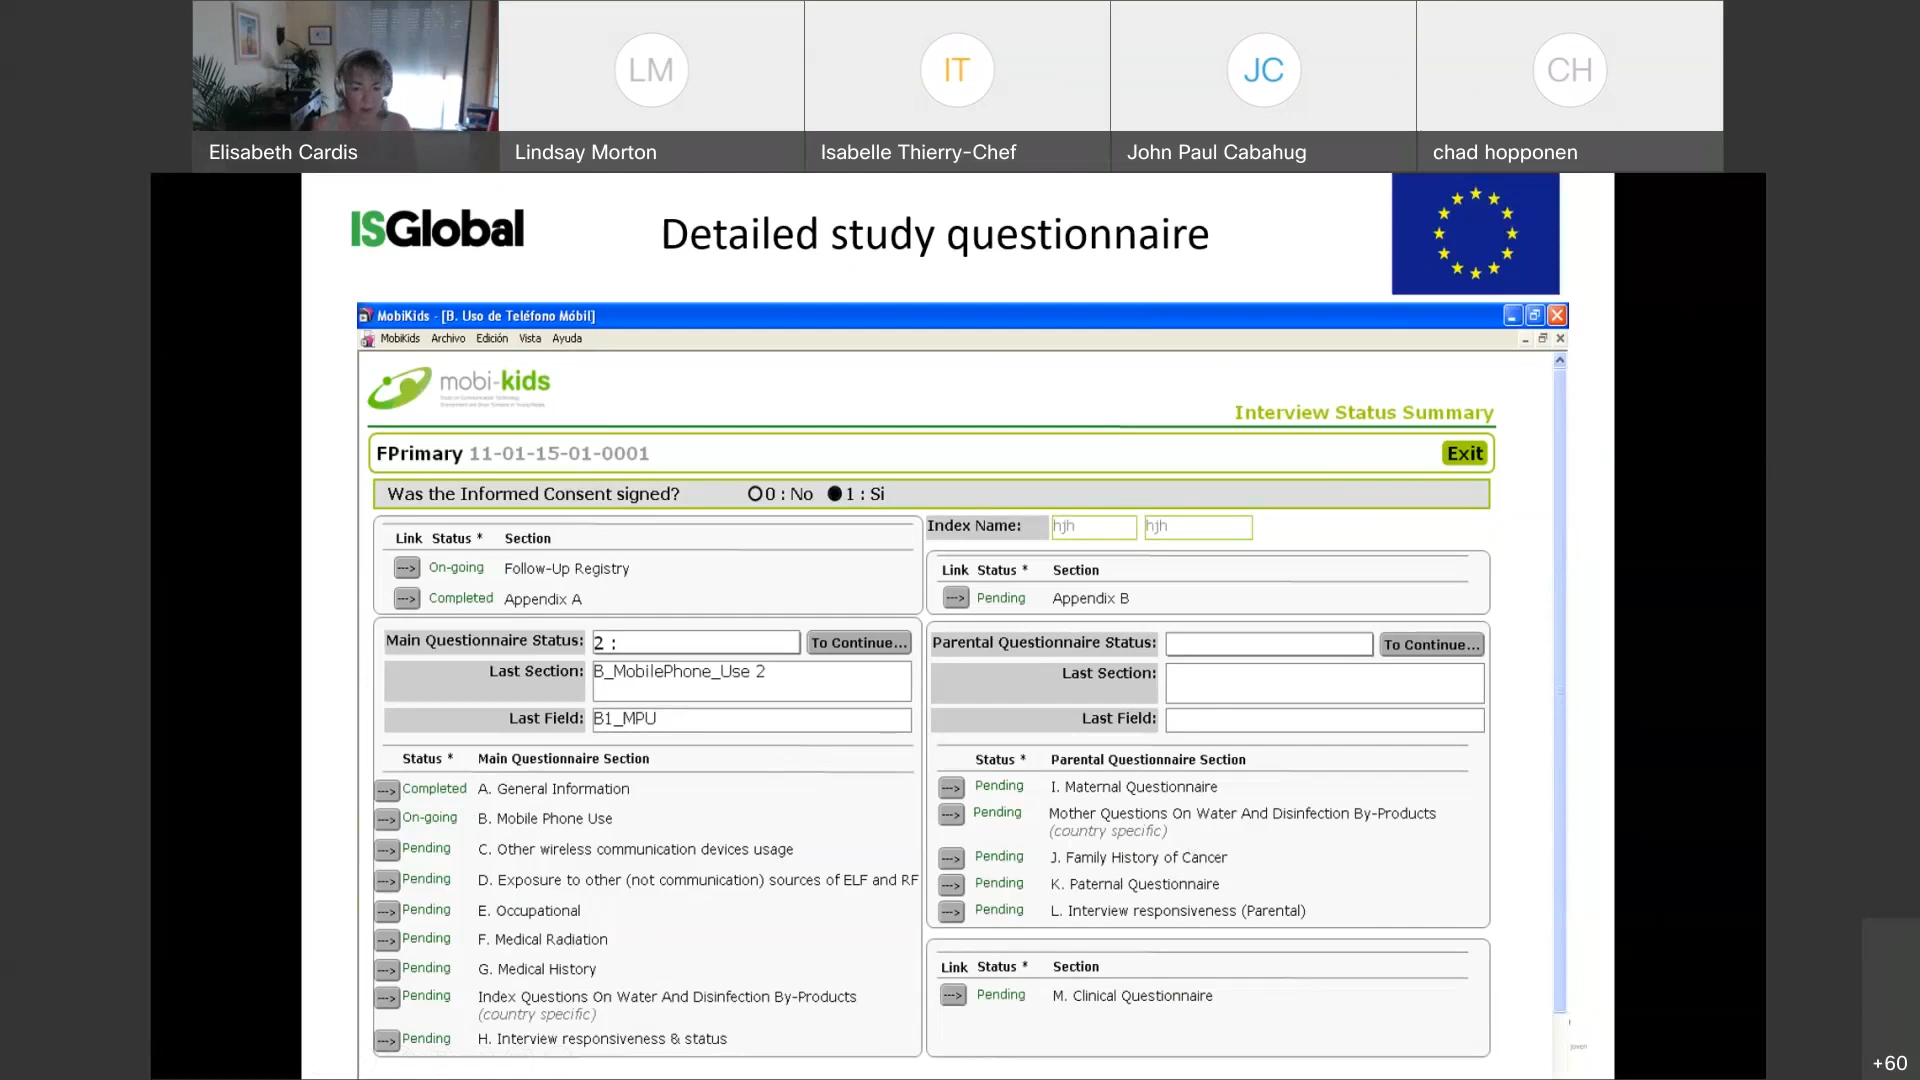 LM
IT
JC
CH
Elisabeth Cardis
Lindsay Morton
Isabelle Thierry-Chef
John Paul Cabahug
chad hopponen
ISGlobal
Detailed study questionnaire
MobiKids - [B. Uso de Teléfono Móbil]
MobiKids Archivo Edición Vista Ayuda
mobi-kids
Interview Status Summary
FPrimary 11-01-15-01-0001
Exit
Was the Informed Consent signed? 0 : No 1 : Si
Link Status * Section
---> On-going Follow-Up Registry
---> Completed Appendix A
Index Name: hjh hjh
Link Status * Section
---> Pending Appendix B
Main Questionnaire Status: 2 : To Continue...
Last Section: B_MobilePhone_Use 2
Last Field: B1_MPU
Status * Main Questionnaire Section
---> Completed A. General Information
---> On-going B. Mobile Phone Use
---> Pending C. Other wireless communication devices usage
---> Pending D. Exposure to other (not communication) sources of ELF and RF
---> Pending E. Occupational
---> Pending F. Medical Radiation
---> Pending G. Medical History
---> Pending Index Questions On Water And Disinfection By-Products
(country specific)
---> Pending H. Interview responsiveness & status
Parental Questionnaire Status: To Continue...
Last Section:
Last Field:
Status * Parental Questionnaire Section
---> Pending I. Maternal Questionnaire
---> Pending Mother Questions On Water And Disinfection By-Products
(country specific)
---> Pending J. Family History of Cancer
---> Pending K. Paternal Questionnaire
---> Pending L. Interview responsiveness (Parental)
Link Status * Section
---> Pending M. Clinical Questionnaire
joven
+60